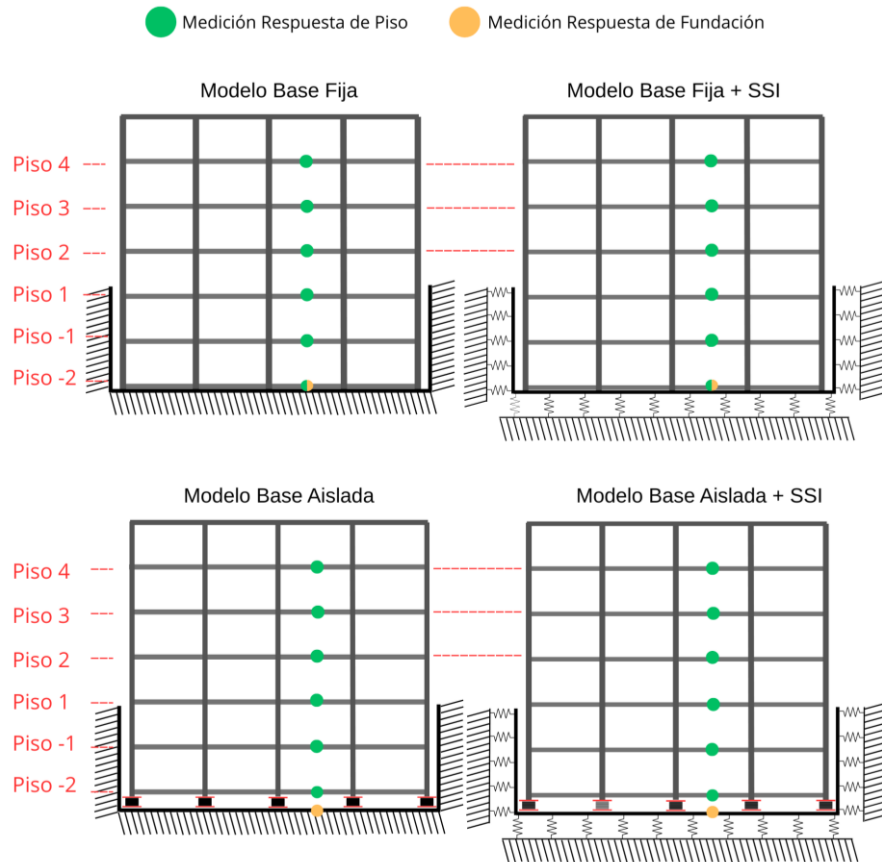 Medición Respuesta de Piso
Medición Respuesta de Fundación
Modelo Base Fija
Modelo Base Fija + SSI
Piso 4
Piso 3
Piso 2
Piso 1
Piso -1
Piso -2
Modelo Base Aislada
Modelo Base Aislada + SSI
Piso 4
Piso 3
Piso 2
Piso 1
Piso -1
Piso -2